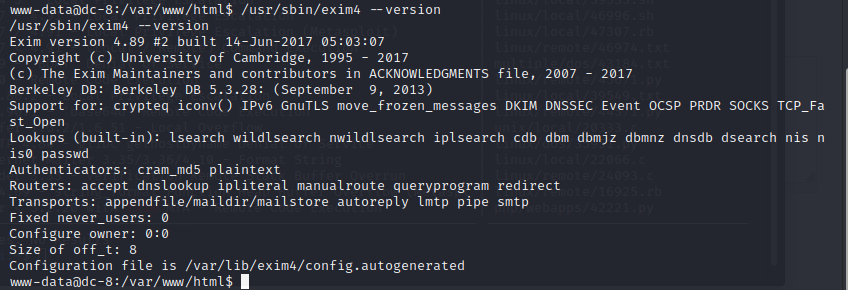 www-data@dc-8:/var/www/html$ /usr/sbin/exim4 --version
/usr/sbin/exim4 --version
Exim version 4.89 #2 built 14-Jun-2017 05:03:07
Copyright (c) University of Cambridge, 1995 - 2017
(c) The Exim Maintainers and contributors in ACKNOWLEDGMENTS file, 2007 - 2017
Berkeley DB: Berkeley DB 5.3.28: (September  9, 2013)
Support for: crypteq iconv() IPv6 GnuTLS move_frozen_messages DKIM DNSSEC Event OCSP PRDR SOCKS TCP_Fa
st_Open
Lookups (built-in): lsearch wildlsearch nwildlsearch iplsearch cdb dbm dbmjz dbmnz dnsdb dsearch nis n
is0 passwd
Authenticators: cram_md5 plaintext
Routers: accept dnslookup ipliteral manualroute queryprogram redirect
Transports: appendfile/maildir/mailstore autoreply lmtp pipe smtp
Fixed never_users: 0
Configure owner: 0:0
Size of off_t: 8
Configuration file is /var/lib/exim4/config.autogenerated
www-data@dc-8:/var/www/html$